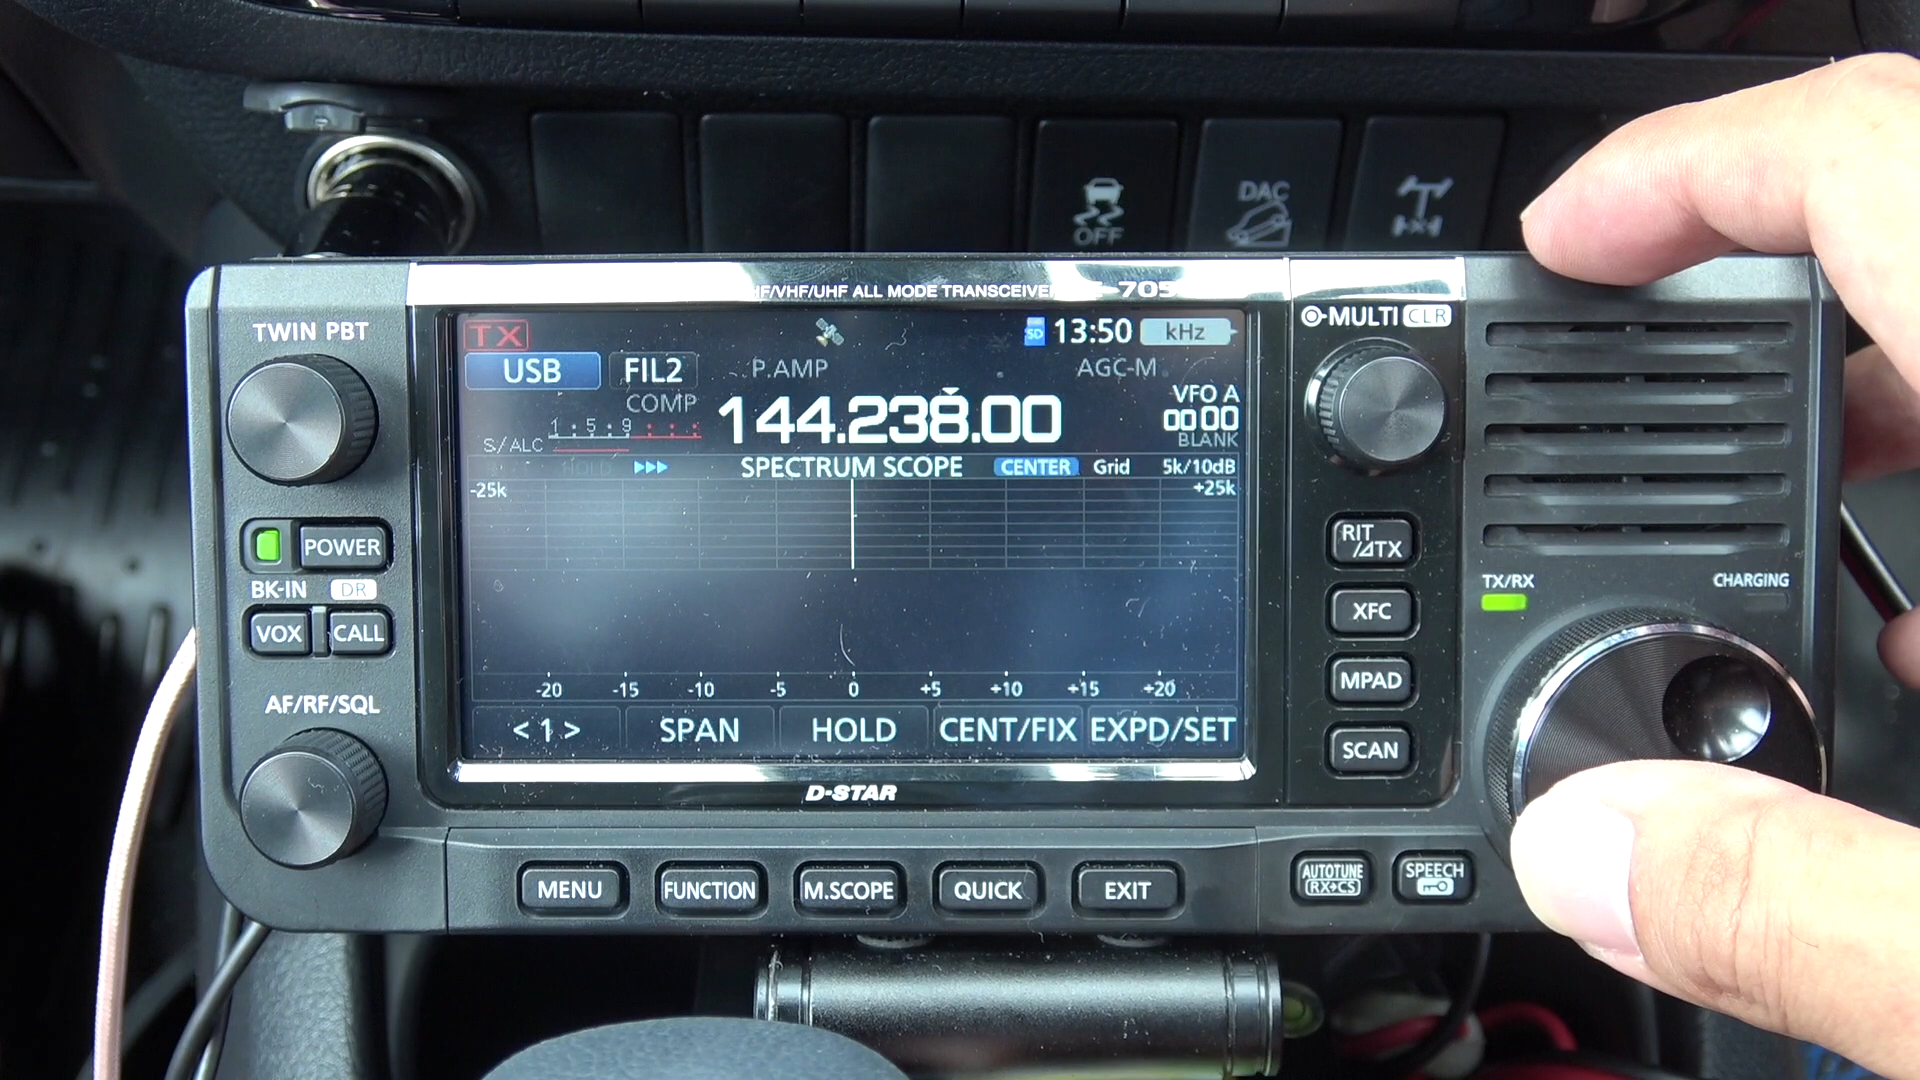 DAC
OFF
HF/VHF/UHF ALL MODE TRANSCEIVER 705
TWIN PBT
MULTI CLR
TX
SD 13:50 kHz
USB FIL2 P.AMP AGC-M
COMP 144.238.00 VFO A
00 00
S/ALC 1 5 9 BLANK
HOLD SPECTRUM SCOPE CENTER Grid 5k/10dB
-25k +25k
POWER
RIT
/⊿TX
TX/RX CHARGING
BK-IN DR
VOX CALL
XFC
MPAD
-20 -15 -10 -5 0 +5 +10 +15 +20
AF/RF/SQL
< 1 > SPAN HOLD CENT/FIX EXPD/SET
SCAN
D-STAR
MENU FUNCTION M.SCOPE QUICK EXIT
AUTOTUNE
RX→CS
SPEECH